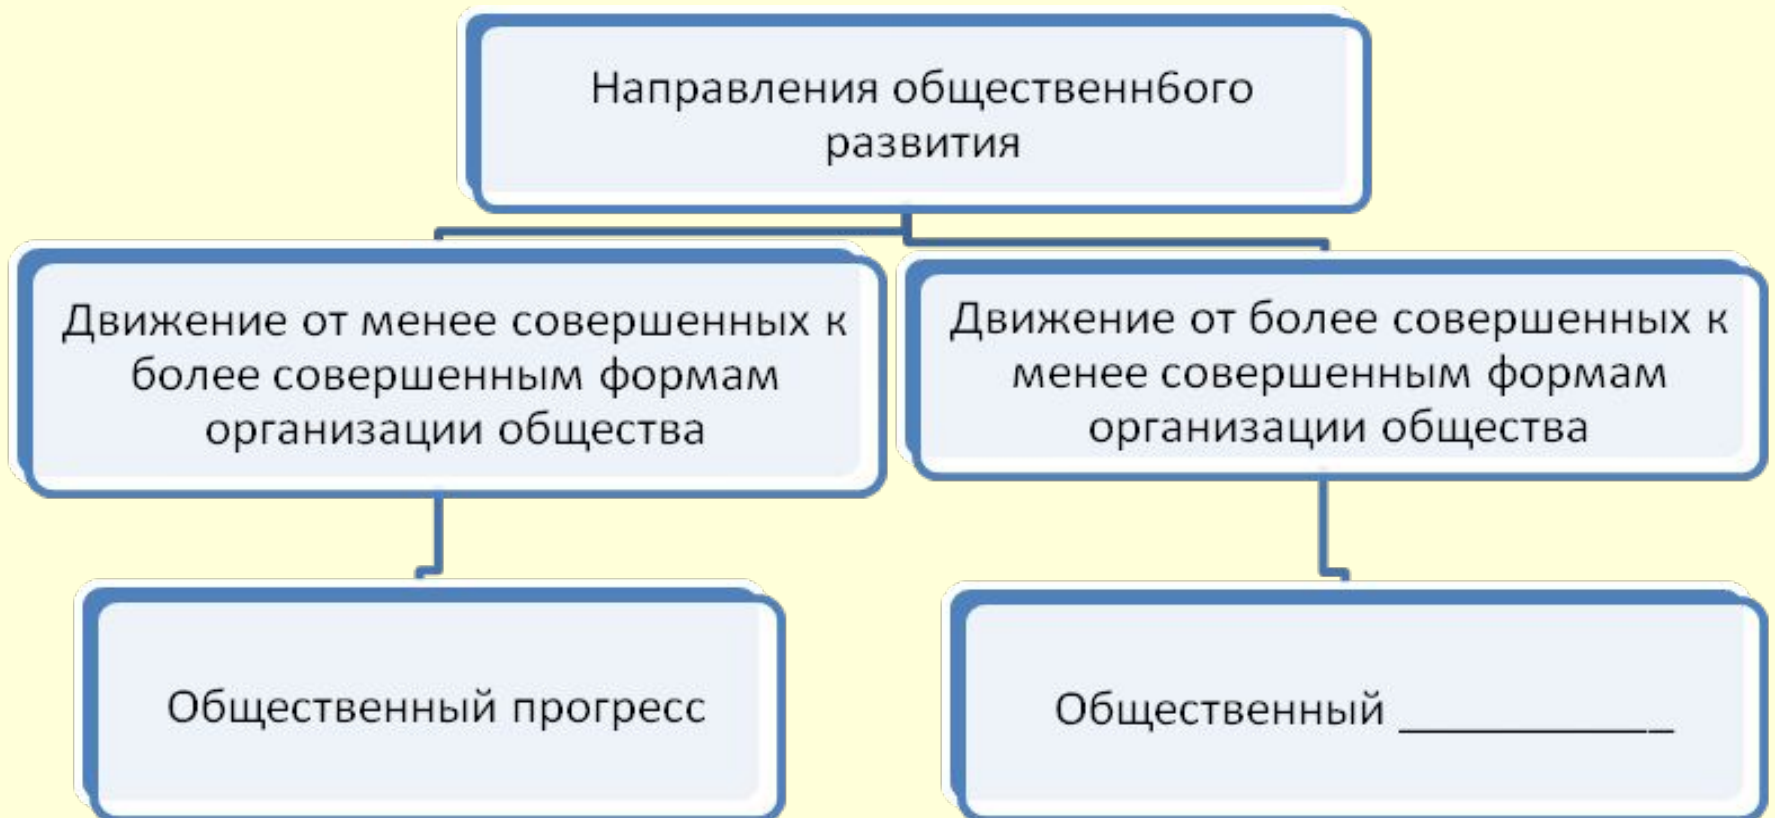 Направления общественн6ого
развития
Движение от менее совершенных к
более совершенным формам
организации общества
Движение от более совершенных к
менее совершенным формам
организации общества
Общественный прогресс
Общественный ___________